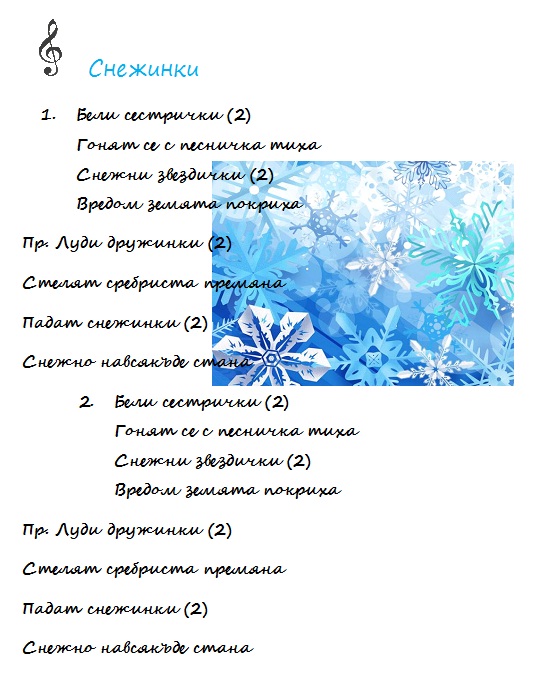 Снежинки
1. Бели сестрички (2)
Гонят се с песничка тиха
Снежни звездички (2)
Вредом земята покриха
Пр. Луди дружинки (2)
Стелят сребриста премяна
Падат снежинки (2)
Снежно навсякъде стана
2. Бели сестрички (2)
Гонят се с песничка тиха
Снежни звездички (2)
Вредом земята покриха
Пр. Луди дружинки (2)
Стелят сребриста премяна
Падат снежинки (2)
Снежно навсякъде стана